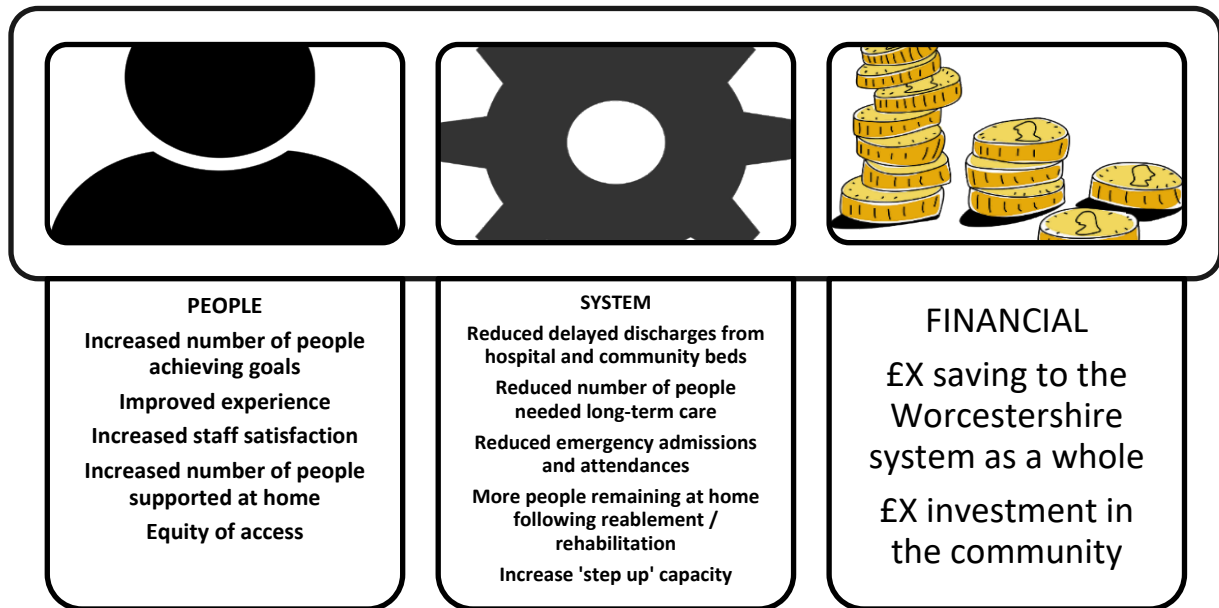 PEOPLE
Increased number of people
achieving goals
Improved experience
Increased staff satisfaction
Increased number of people
supported at home
Equity of access
SYSTEM
Reduced delayed discharges from
hospital and community beds
Reduced number of people
needed long-term care
Reduced emergency admissions
and attendances
More people remaining at home
following reablement /
rehabilitation
Increase 'step up' capacity
FINANCIAL
£X saving to the
Worcestershire
system as a whole
£X investment in
the community